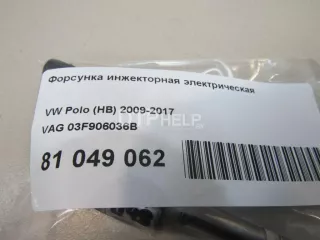 Форсунка инжекторная электрическая
VW Polo (HB) 2009-2017
VAG 03F906036B
81 049 062